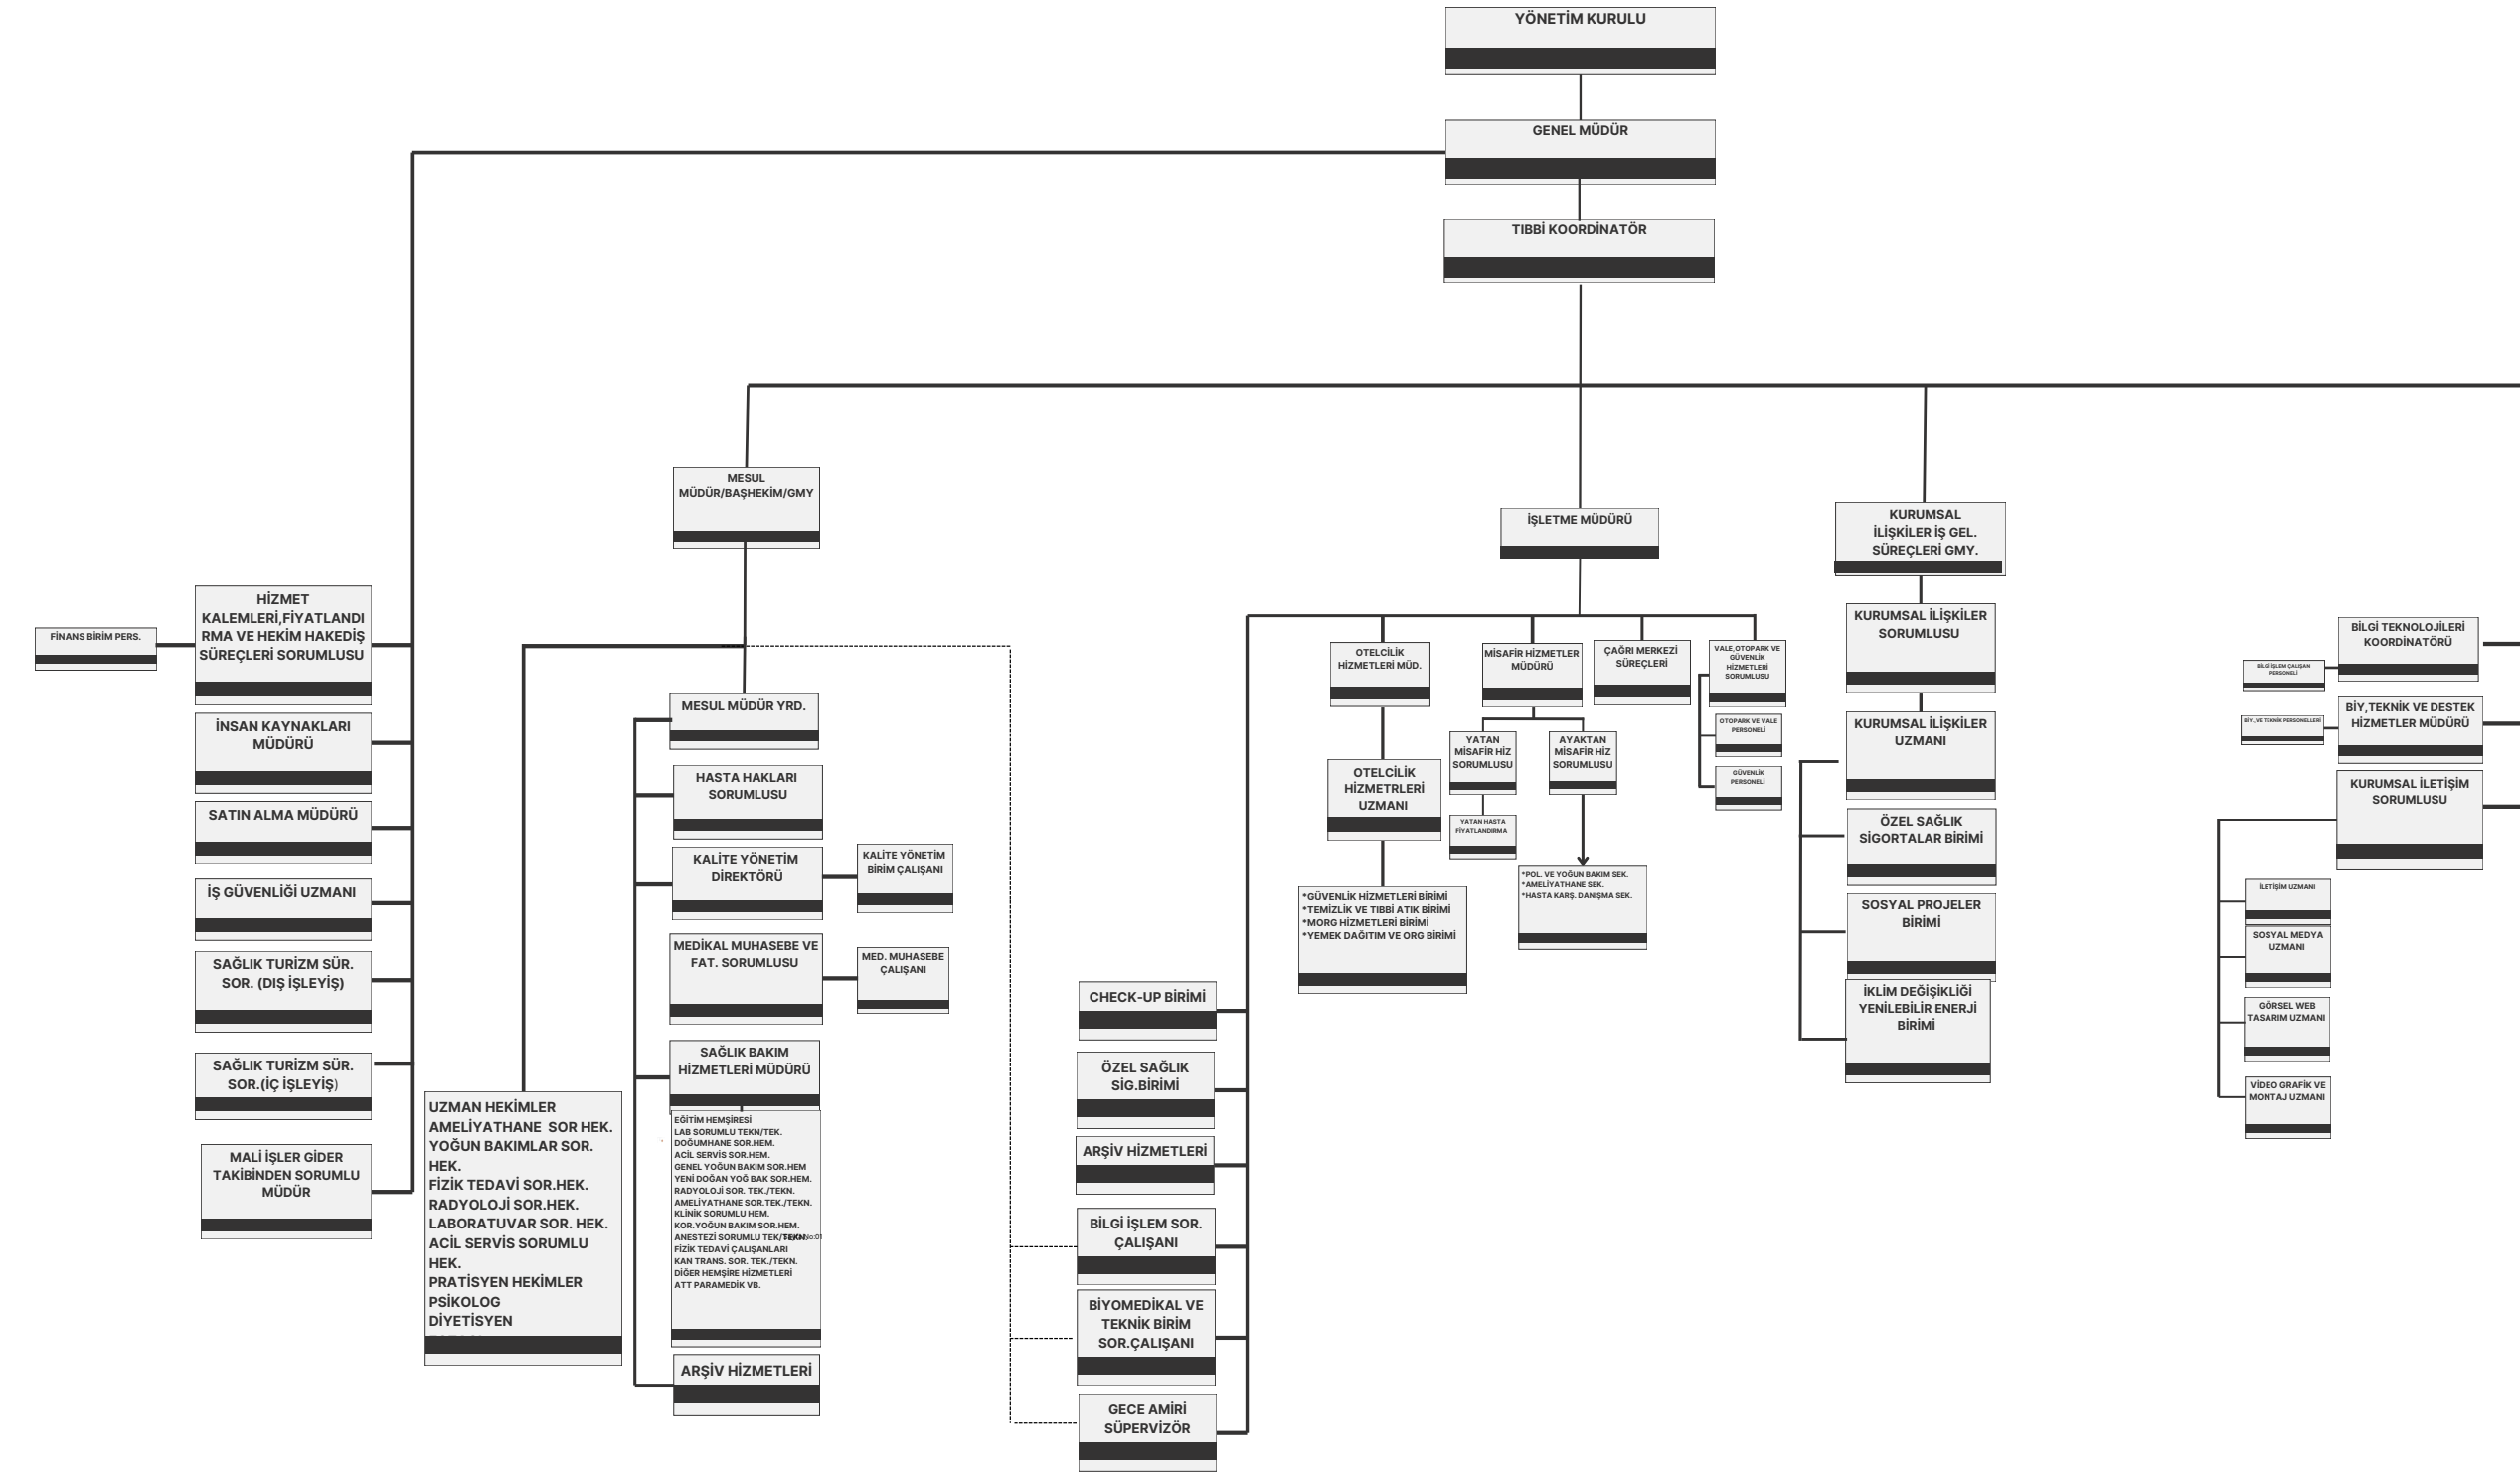 YÖNETİM KURULU
GENEL MÜDÜR
TIBBİ KOORDİNATÖR
MESUL
MÜDÜR/BAŞHEKİM/GMY
İŞLETME MÜDÜRÜ
KURUMSAL
İLİŞKİLER İŞ GEL.
SÜREÇLERİ GMY.
FİNANS BİRİM PERS.
HİZMET
KALEMLERİ,FİYATLANDI
RMA VE HEKİM HAKEDİŞ
SÜREÇLERİ SORUMLUSU
İNSAN KAYNAKLARI
MÜDÜRÜ
SATIN ALMA MÜDÜRÜ
İŞ GÜVENLİĞİ UZMANI
SAĞLIK TURİZM SÜR.
SOR. (DIŞ İŞLEYİŞ)
SAĞLIK TURİZM SÜR.
SOR.(İÇ İŞLEYİŞ)
MALİ İŞLER GİDER
TAKİBİNDEN SORUMLU
MÜDÜR
UZMAN HEKİMLER
AMELİYATHANE  SOR HEK.
YOĞUN BAKIMLAR SOR.
HEK.
FİZİK TEDAVİ SOR.HEK.
RADYOLOJİ SOR.HEK.
LABORATUVAR SOR. HEK.
ACİL SERVİS SORUMLU
HEK.
PRATİSYEN HEKİMLER
PSİKOLOG
DİYETİSYEN
MESUL MÜDÜR YRD.
HASTA HAKLARI
SORUMLUSU
KALİTE YÖNETİM
DİREKTÖRÜ
KALİTE YÖNETİM
BİRİM ÇALIŞANI
MEDİKAL MUHASEBE VE
FAT. SORUMLUSU
MED. MUHASEBE
ÇALIŞANI
SAĞLIK BAKIM
HİZMETLERİ MÜDÜRÜ
EĞİTİM HEMŞİRESİ
LAB SORUMLU TEKN/TEK.
DOĞUMHANE SOR.HEM.
ACİL SERVİS SOR.HEM.
GENEL YOĞUN BAKIM SOR.HEM
YENİ DOĞAN YOĞ BAK SOR.HEM.
RADYOLOJİ SOR. TEK./TEKN.
AMELİYATHANE SOR.TEK./TEKN.
KLİNİK SORUMLU HEM.
KOR.YOĞUN BAKIM SOR.HEM.
ANESTEZİ SORUMLU TEK/TEKN.
FİZİK TEDAVİ ÇALIŞANLARI
KAN TRANS. SOR. TEK./TEKN.
DİĞER HEMŞİRE HİZMETLERİ
ATT PARAMEDİK VB.
ARŞİV HİZMETLERİ
CHECK-UP BİRİMİ
ÖZEL SAĞLIK
SİG.BİRİMİ
ARŞİV HİZMETLERİ
BİLGİ İŞLEM SOR.
ÇALIŞANI
BİYOMEDİKAL VE
TEKNİK BİRİM
SOR.ÇALIŞANI
GECE AMİRİ
SÜPERVİZÖR
OTELCİLİK
HİZMETLERİ MÜD.
OTELCİLİK
HİZMETRLERİ
UZMANI
*GÜVENLİK HİZMETLERİ BİRİMİ
*TEMİZLİK VE TIBBİ ATIK BİRİMİ
*MORG HİZMETLERİ BİRİMİ
*YEMEK DAĞITIM VE ORG BİRİMİ
MİSAFİR HİZMETLER
MÜDÜRÜ
YATAN
MİSAFİR HİZ
SORUMLUSU
YATAN HASTA
FİYATLANDIRMA
AYAKTAN
MİSAFİR HİZ
SORUMLUSU
*POL. VE YOĞUN BAKIM SEK.
*AMELİYATHANE SEK.
*HASTA KARŞ. DANIŞMA SEK.
ÇAĞRI MERKEZİ
SÜREÇLERİ
VALE,OTOPARK VE
GÜVENLİK
HİZMETLERİ
SORUMLUSU
OTOPARK VE VALE
PERSONELİ
GÜVENLİK
PERSONELİ
KURUMSAL İLİŞKİLER
SORUMLUSU
KURUMSAL İLİŞKİLER
UZMANI
ÖZEL SAĞLIK
SİGORTALAR BİRİMİ
SOSYAL PROJELER
BİRİMİ
İKLİM DEĞİŞİKLİĞİ
YENİLEBİLİR ENERJİ
BİRİMİ
BİLGİ TEKNOLOJİLERİ
KOORDİNATÖRÜ
BİLGİ İŞLEM ÇALIŞAN
PERSONELİ
BİY,TEKNİK VE DESTEK
HİZMETLER MÜDÜRÜ
BİY.,VE TEKNİK PERSONELLERİ
KURUMSAL İLETİŞİM
SORUMLUSU
İLETİŞİM UZMANI
SOSYAL MEDYA
UZMANI
GÖRSEL WEB
TASARIM UZMANI
VİDEO GRAFİK VE
MONTAJ UZMANI